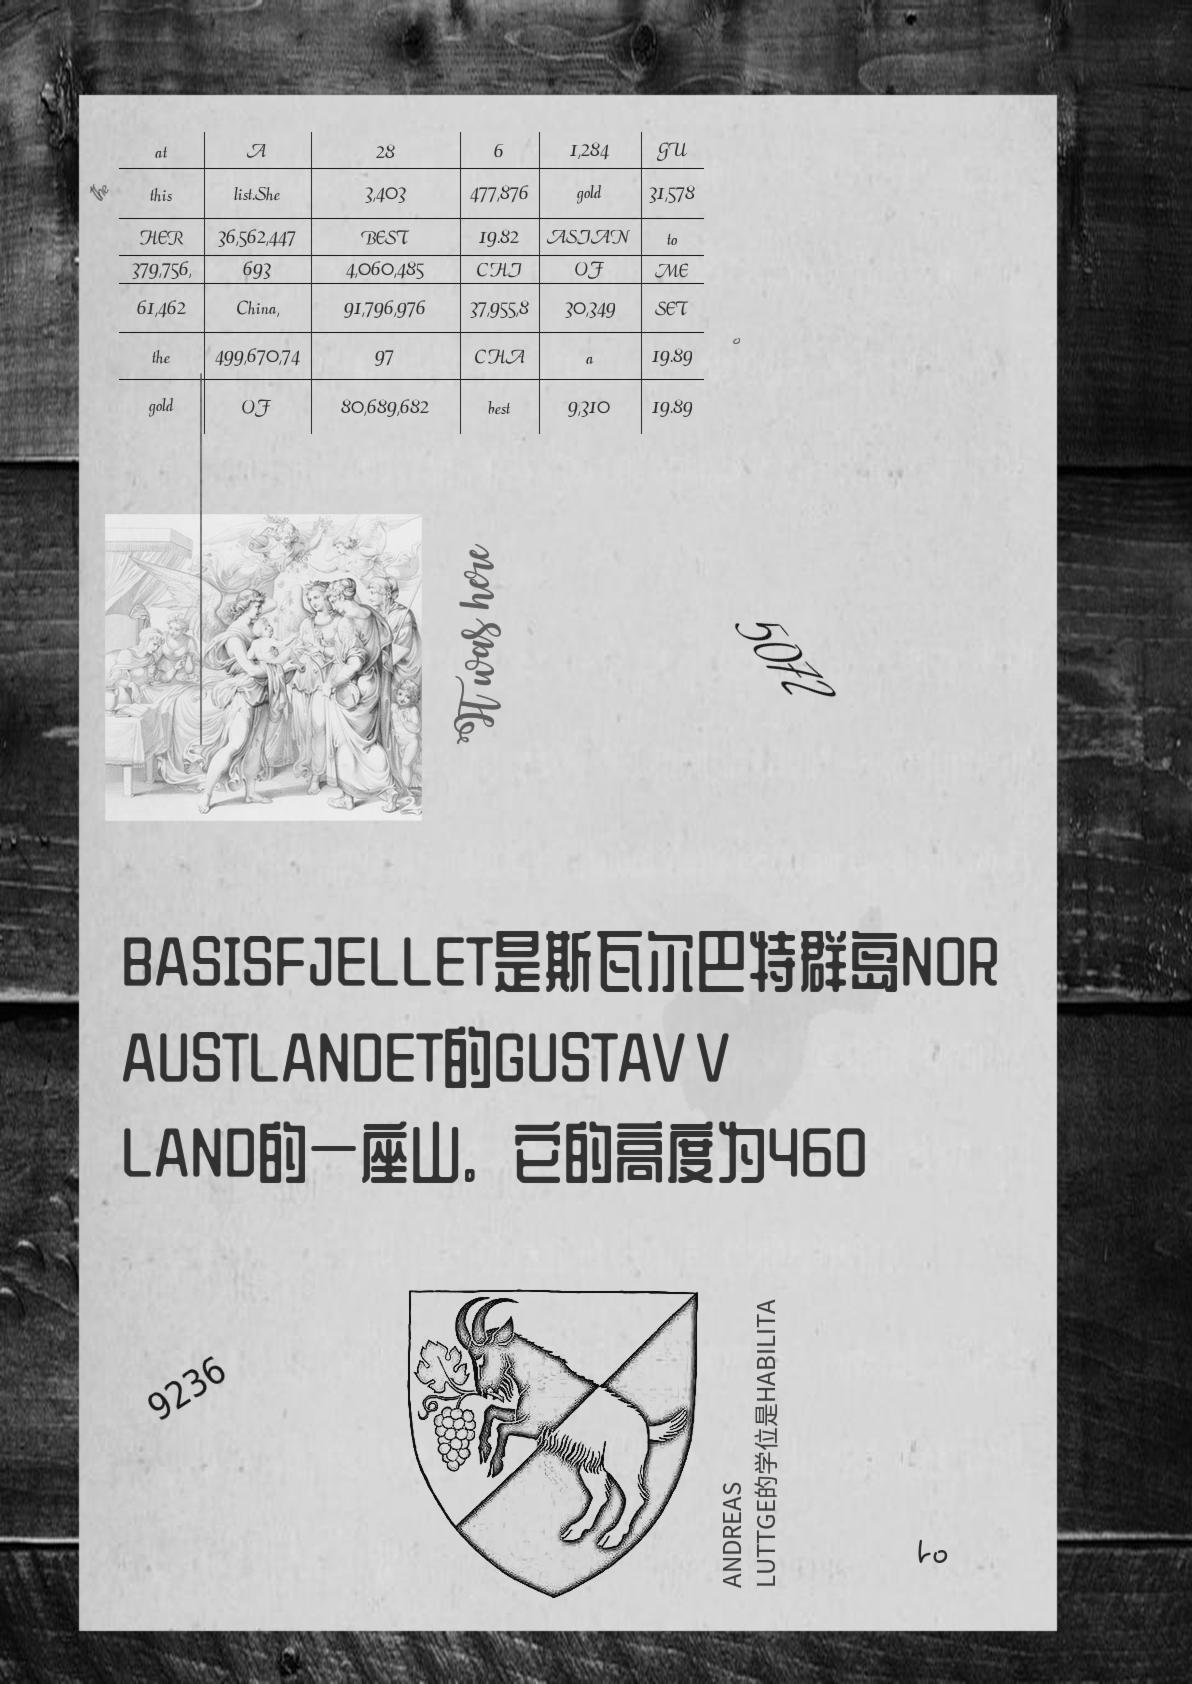 at A 28 6 1,284 GU
the
this list.She 3,403 477,876 gold 31,578
HER 36,562,447 BEST 19.82 ASIAN to
379,756, 693 4,060,485 CHI OF ME
61,462 China, 91,796,976 37,955,8 30,349 SET
the 499,670,74 97 CHA a 19.89
gold OF 80,689,682 best 9,310 19.89
It was here
5072
BASISFJELLET是斯瓦尔巴特群岛NOR
AUSTLANDET的GUSTAV V
LAND的一座山。它的高度为460
9236
ANDREAS
LUTTGE的学位是HABILITA